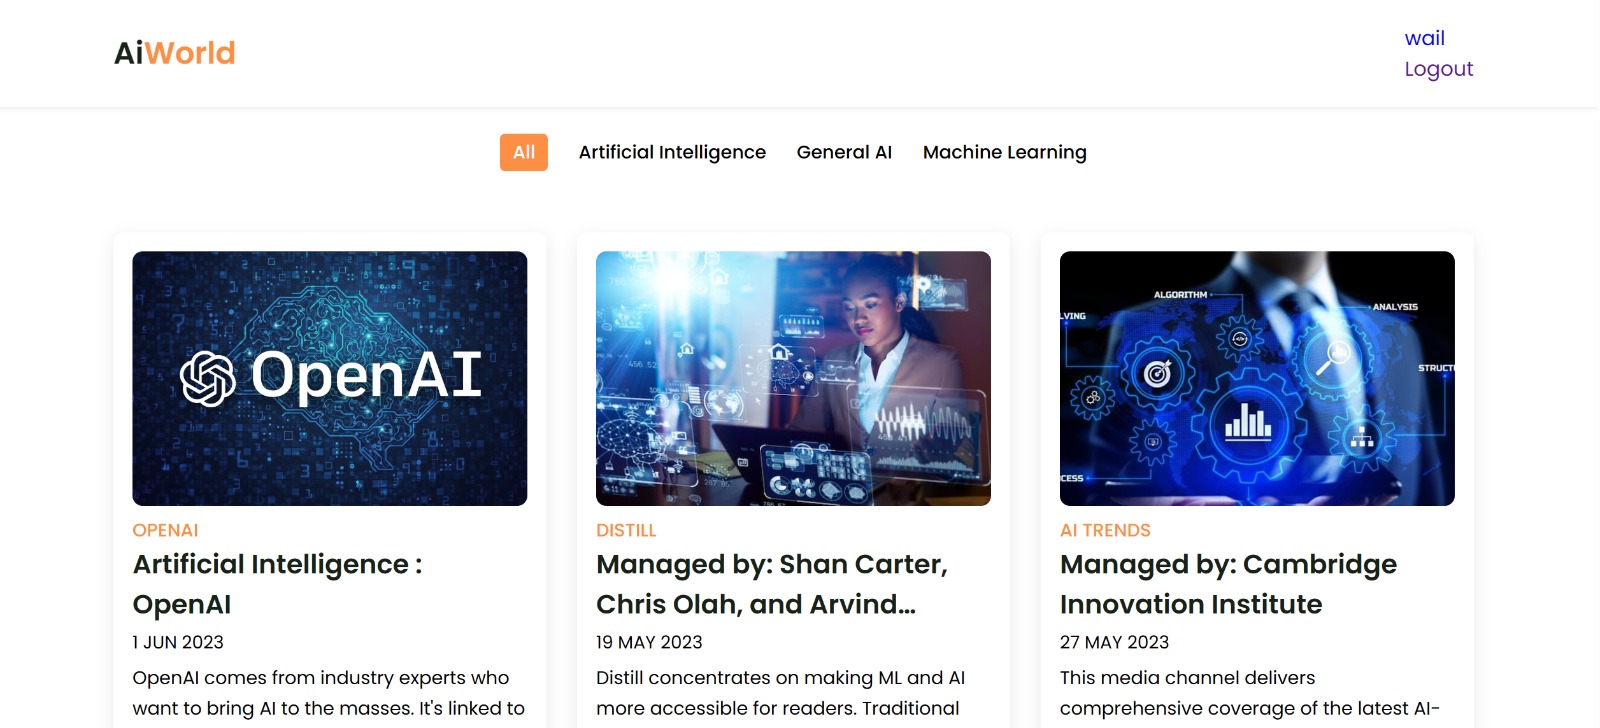 AiWorld
wail
Logout
All
Artificial Intelligence
General AI
Machine Learning
OpenAI
ALGORITHM
ANALYSIS
LVING
STRUCT
CESS
OPENAI
Artificial Intelligence :
OpenAI
1 JUN 2023
OpenAI comes from industry experts who
want to bring AI to the masses. It's linked to
DISTILL
Managed by: Shan Carter,
Chris Olah, and Arvind...
19 MAY 2023
Distill concentrates on making ML and AI
more accessible for readers. Traditional
AI TRENDS
Managed by: Cambridge
Innovation Institute
27 MAY 2023
This media channel delivers
comprehensive coverage of the latest AI-